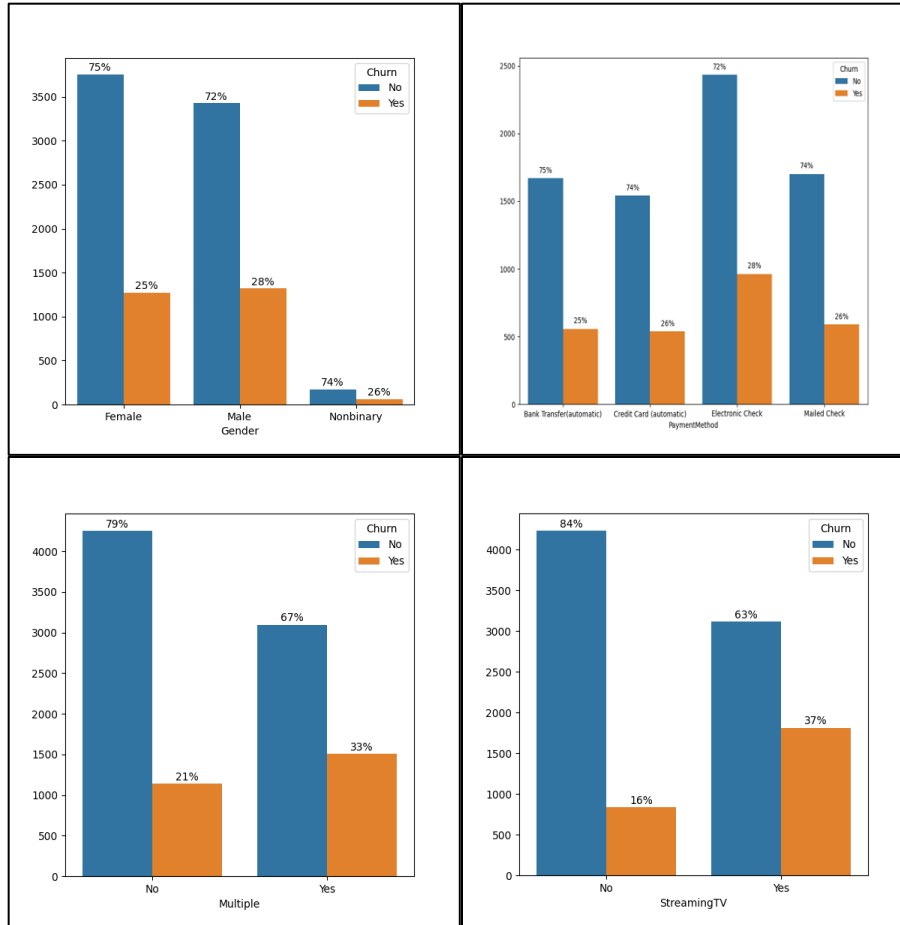 75%
Churn
No
Yes
3500
72%
3000
2500
2000
1500
25%
28%
1000
500
74%
26%
0
Female Male Nonbinary
Gender
2500
72%
Churn
No
Yes
2000
75%
74%
74%
1500
1000
28%
25%
26%
26%
500
0
Bank Transfer(automatic) Credit Card (automatic) Electronic Check Mailed Check
PaymentMethod
79%
Churn
No
Yes
4000
3500
67%
3000
2500
2000
33%
1500
21%
1000
500
0
No Yes
Multiple
84%
Churn
No
Yes
4000
3500
63%
3000
2500
2000
37%
1500
1000
16%
500
0
No Yes
StreamingTV